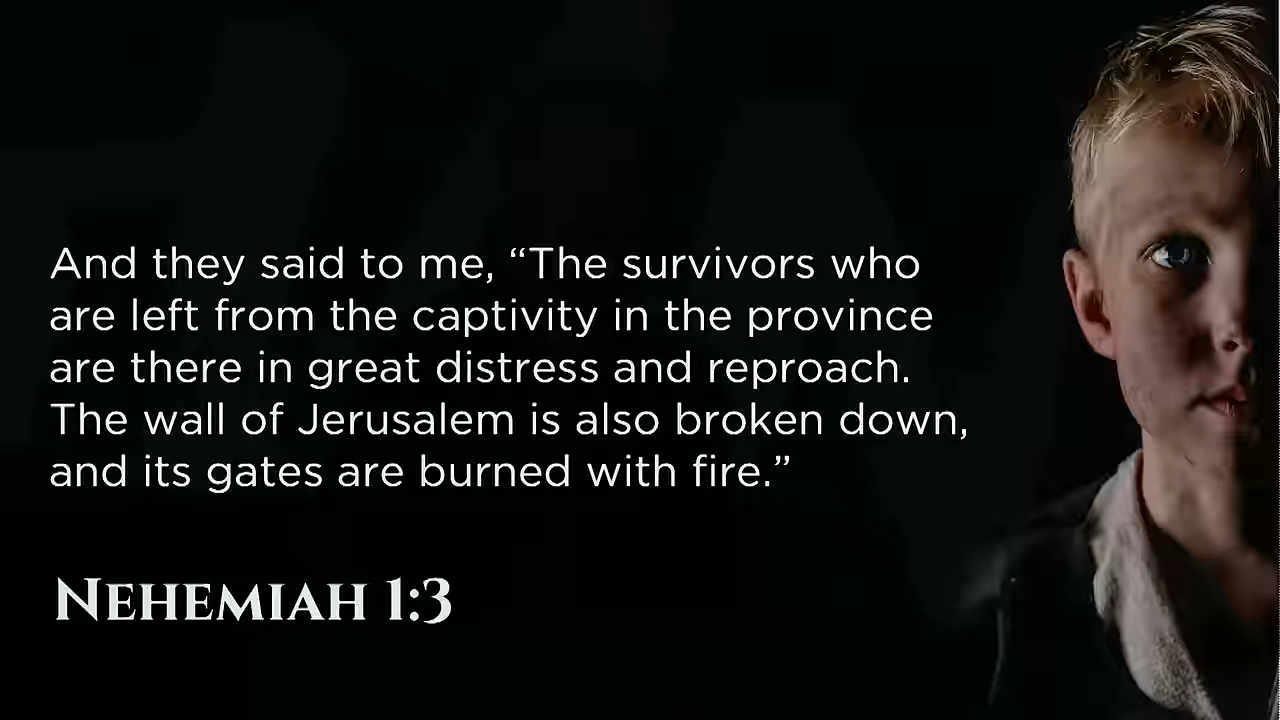 And they said to me, “The survivors who
are left from the captivity in the province
are there in great distress and reproach.
The wall of Jerusalem is also broken down,
and its gates are burned with fire.”
Nehemiah 1:3